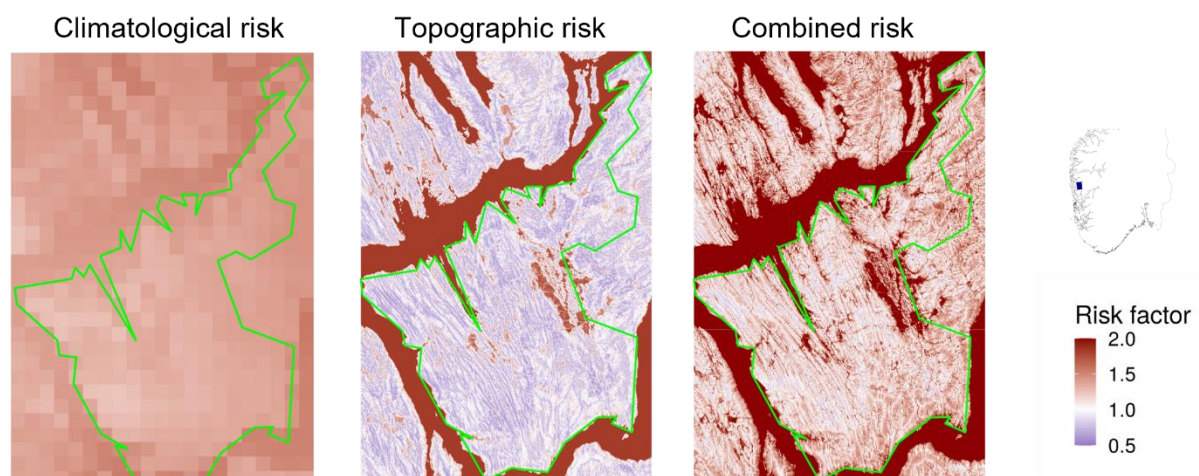 Climatological risk
Topographic risk
Combined risk
Risk factor
2.0
1.5
1.0
0.5